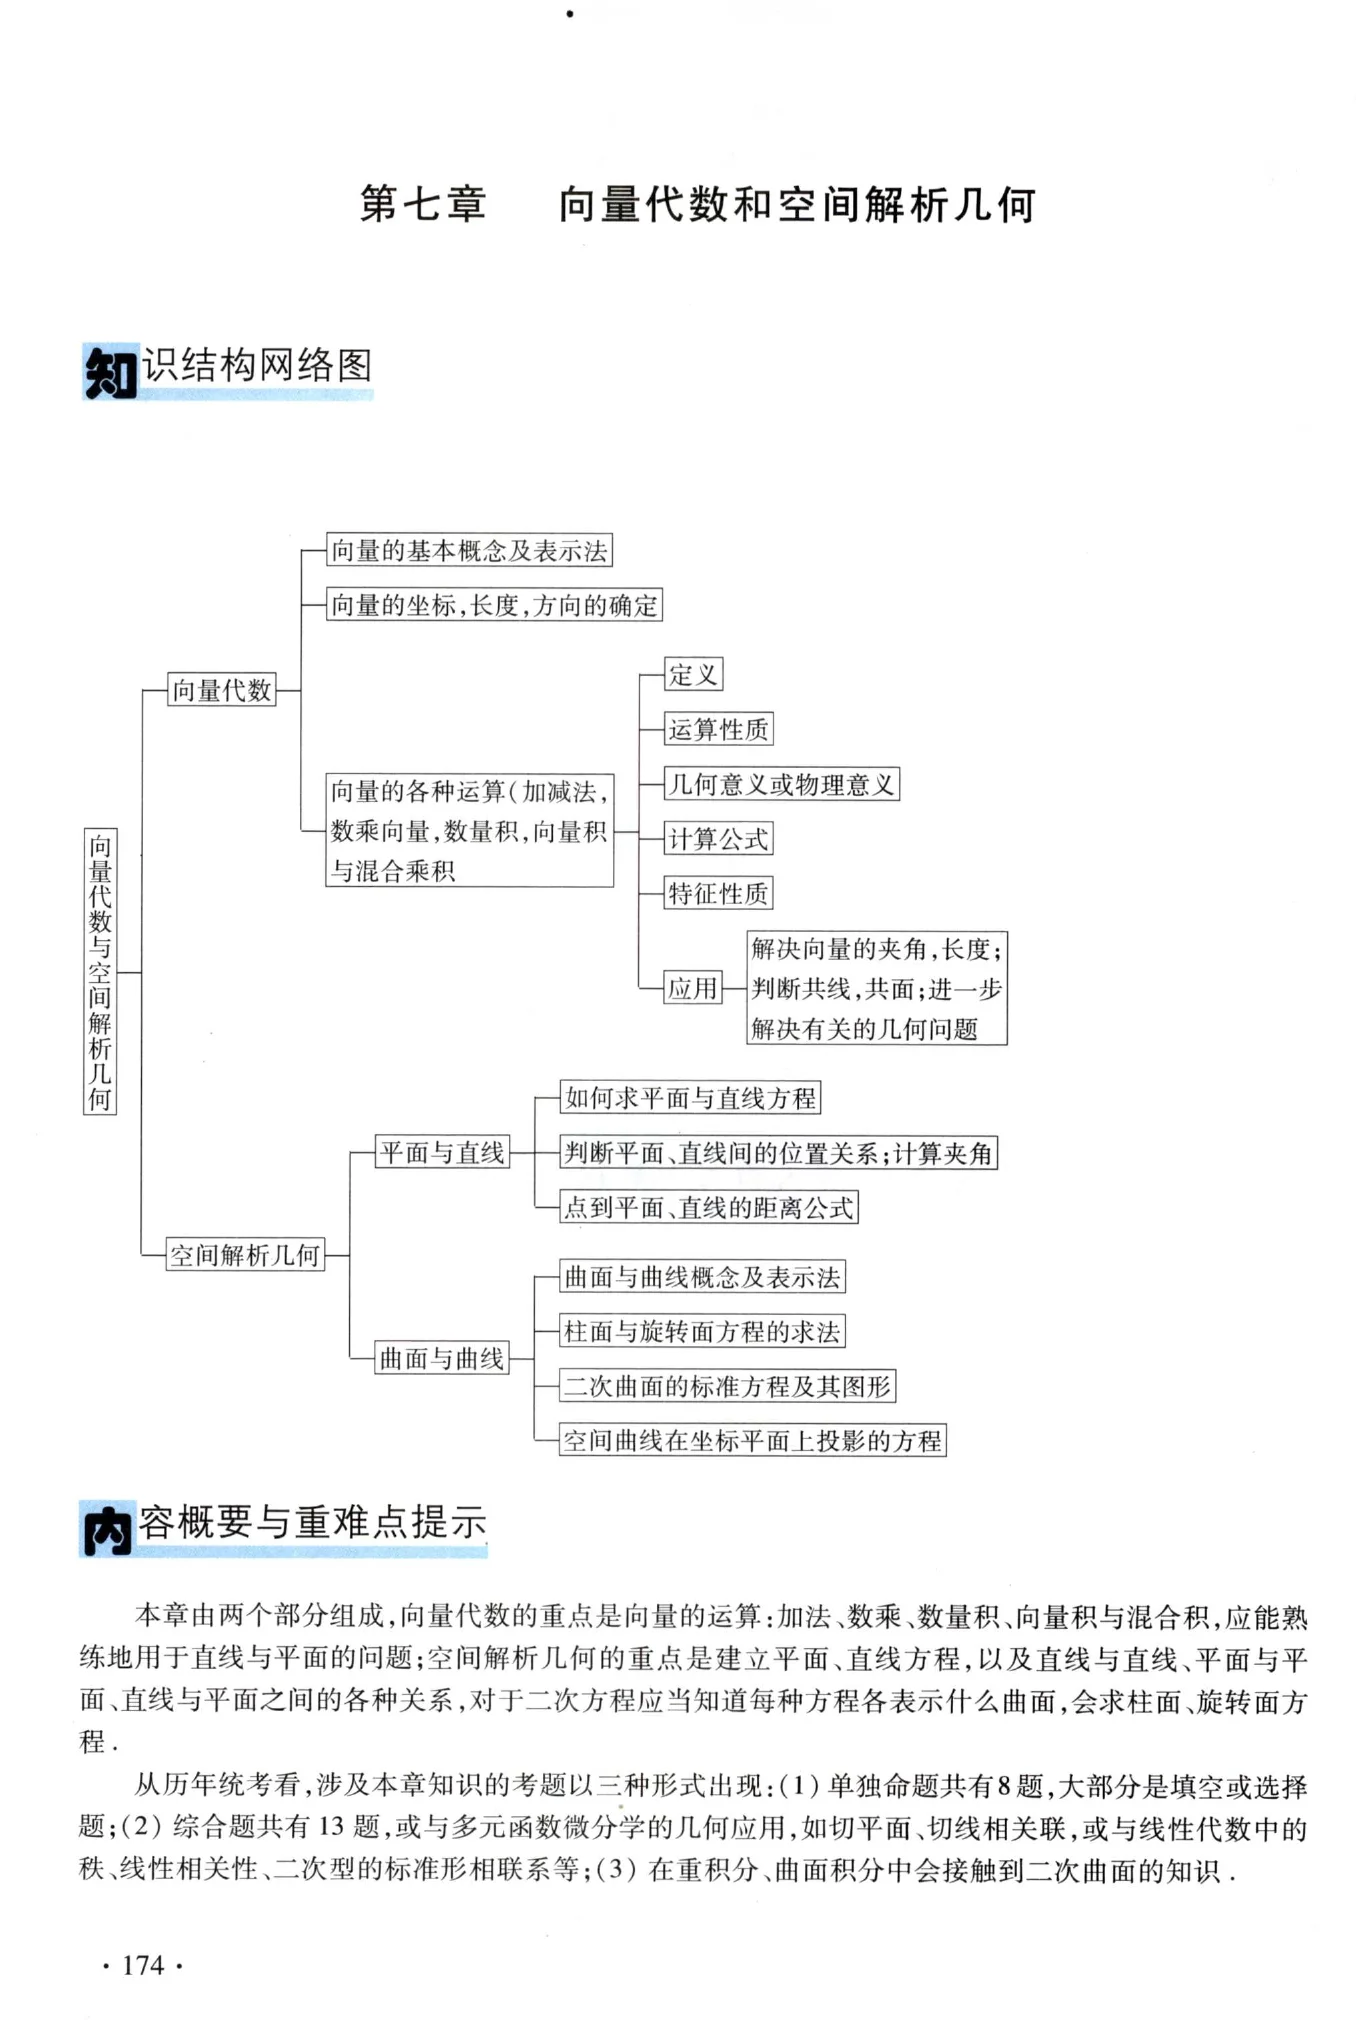 第七章 向量代数和空间解析几何
知识结构网络图
向量代数与空间解析几何
向量代数
向量的基本概念及表示法
向量的坐标,长度,方向的确定
向量的各种运算(加减法,
数乘向量,数量积,向量积
与混合乘积
定义
运算性质
几何意义或物理意义
计算公式
特征性质
应用
解决向量的夹角,长度;
判断共线,共面;进一步
解决有关的几何问题
空间解析几何
平面与直线
如何求平面与直线方程
判断平面、直线间的位置关系;计算夹角
点到平面、直线的距离公式
曲面与曲线
曲面与曲线概念及表示法
柱面与旋转面方程的求法
二次曲面的标准方程及其图形
空间曲线在坐标平面上投影的方程
内容概要与重难点提示
本章由两个部分组成,向量代数的重点是向量的运算:加法、数乘、数量积、向量积与混合积,应能熟
练地用于直线与平面的问题;空间解析几何的重点是建立平面、直线方程,以及直线与直线、平面与平
面、直线与平面之间的各种关系,对于二次方程应当知道每种方程各表示什么曲面,会求柱面、旋转面方
程.
从历年统考看,涉及本章知识的考题以三种形式出现:(1) 单独命题共有8题,大部分是填空或选择
题;(2) 综合题共有 13 题,或与多元函数微分学的几何应用,如切平面、切线相关联,或与线性代数中的
秩、线性相关性、二次型的标准形相联系等;(3) 在重积分、曲面积分中会接触到二次曲面的知识.
· 174 ·